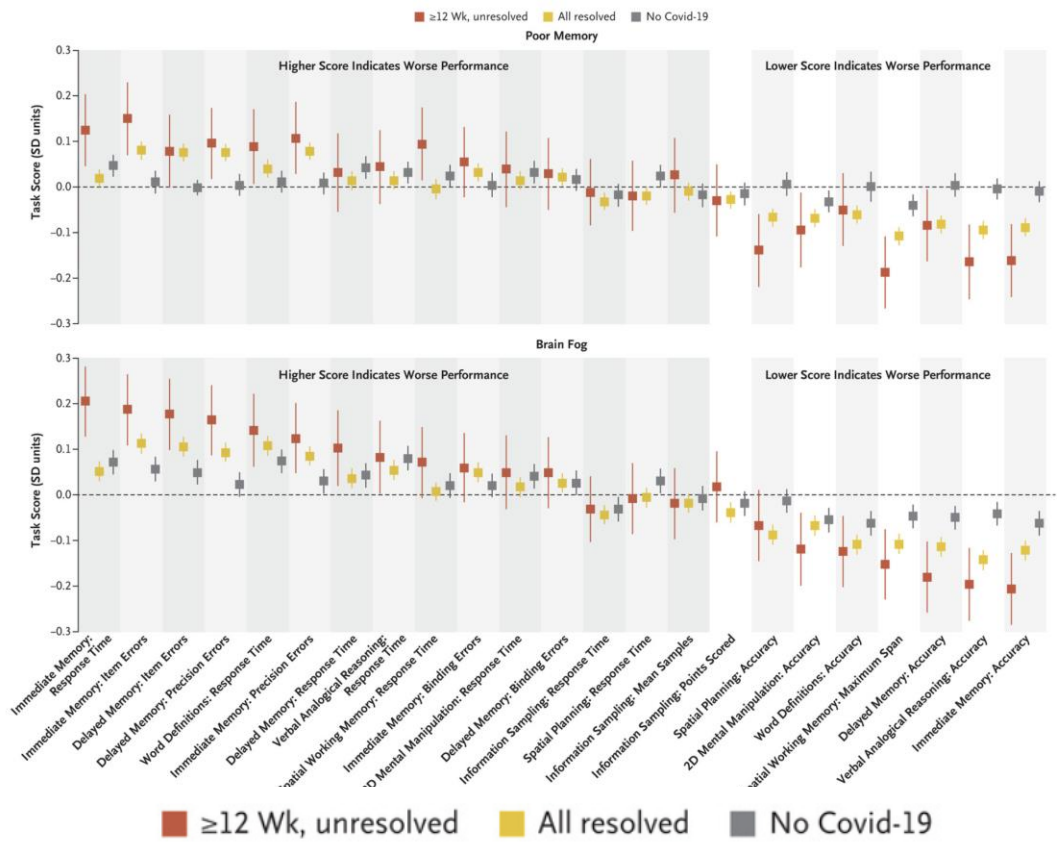 ≥12 Wk, unresolved All resolved No Covid-19
Poor Memory
Higher Score Indicates Worse Performance Lower Score Indicates Worse Performance
Task Score (SD units)
0.3
0.2
0.1
0.0
−0.1
−0.2
−0.3
Brain Fog
Higher Score Indicates Worse Performance Lower Score Indicates Worse Performance
Task Score (SD units)
0.3
0.2
0.1
0.0
−0.1
−0.2
−0.3
Immediate Memory:
Response Time
Immediate Memory: Item Errors
Delayed Memory: Item Errors
Delayed Memory: Precision Errors
Word Definitions: Response Time
Immediate Memory: Precision Errors
Delayed Memory: Response Time
Verbal Analogical Reasoning:
Response Time
patial Working Memory: Response Time
Immediate Memory: Binding Errors
D Mental Manipulation: Response Time
Delayed Memory: Binding Errors
Information Sampling: Response Time
Spatial Planning: Response Time
Information Sampling: Mean Samples
Information Sampling: Points Scored
Spatial Planning: Accuracy
2D Mental Manipulation: Accuracy
Word Definitions: Accuracy
patial Working Memory: Maximum Span
Delayed Memory: Accuracy
Verbal Analogical Reasoning: Accuracy
Immediate Memory: Accuracy
≥12 Wk, unresolved All resolved No Covid-19